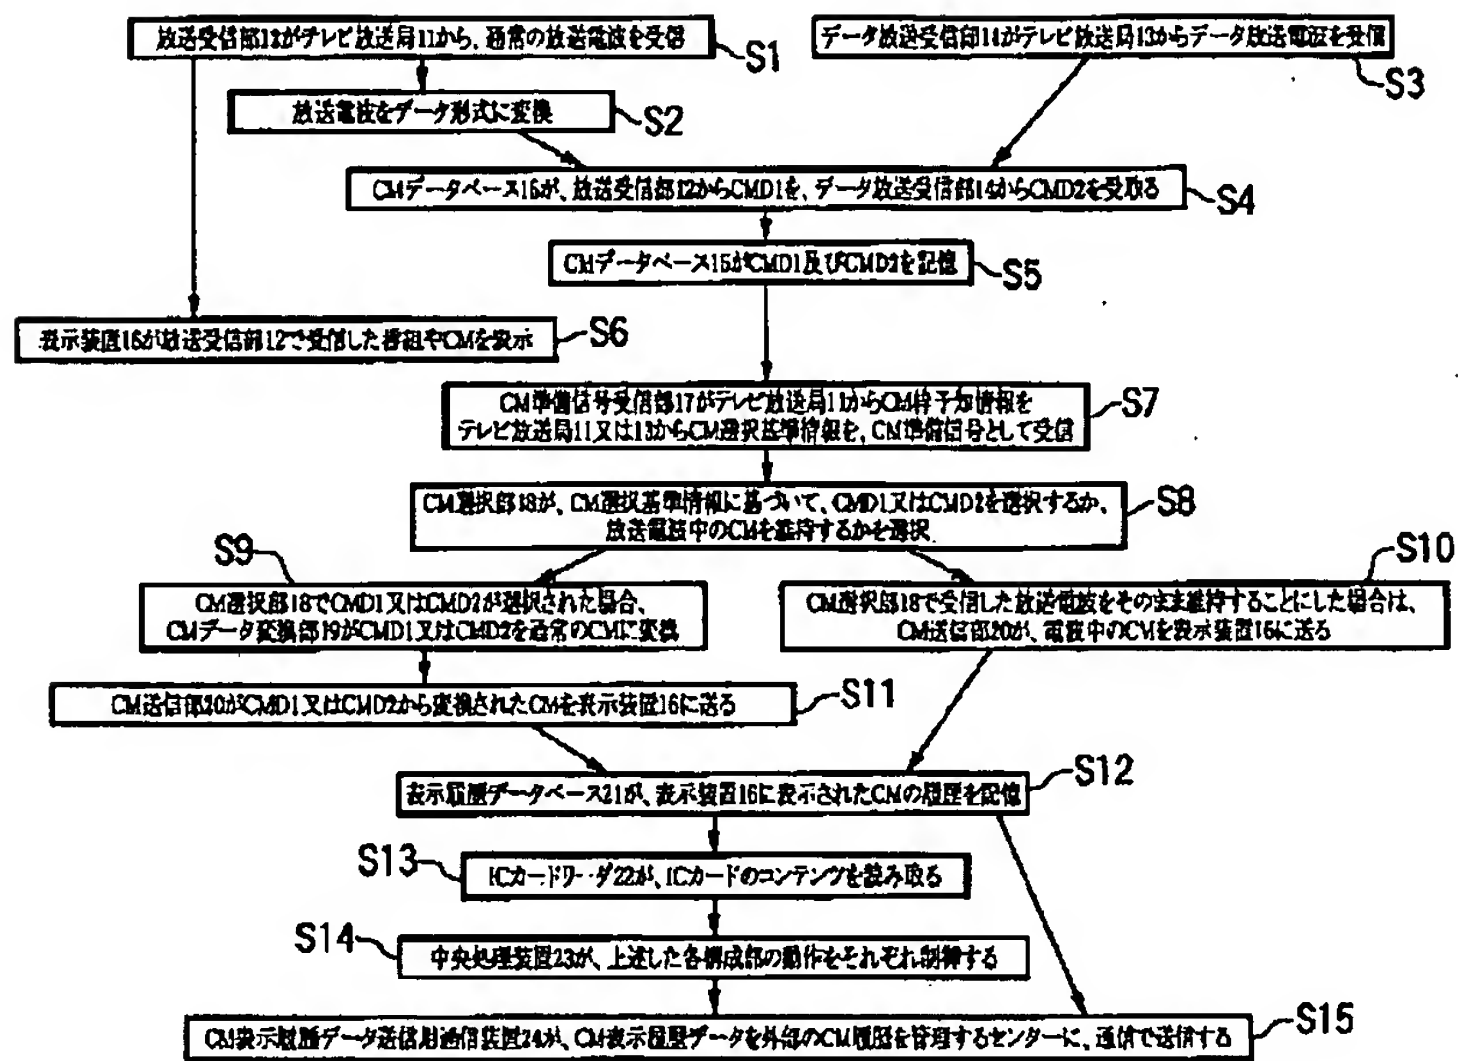 放送受信部12がテレビ放送局11から、通常の放送電波を受信
S1
データ放送受信部14がテレビ放送局13からデータ放送電波を受信
S3
放送電波をデータ形式に変換
S2
CMデータベース15が、放送受信部12からCMD1を、データ放送受信部14からCMD2を受取る
S4
CMデータベース15がCMD1及びCMD2を記憶
S5
表示装置16が放送受信部12で受信した番組やCMを表示
S6
CM準備信号受信部17がテレビ放送局11からCM枠予知情報を
テレビ放送局11又は13からCM選択基準情報を、CM準備信号として受信
S7
CM選択部18が、CM選択基準情報に基づいて、CMD1又はCMD2を選択するか、
放送電波中のCMを維持するかを選択
S8
S9
CM選択部18でCMD1又はCMD2が選択された場合、
CMデータ変換部19がCMD1又はCMD2を通常のCMに変換
S10
CM選択部18で受信した放送電波をそのまま維持することにした場合は、
CM送信部20が、電波中のCMを表示装置16に送る
CM送信部20がCMD1又はCMD2から変換されたCMを表示装置16に送る
S11
表示履歴データベース21が、表示装置16に表示されたCMの履歴を記憶
S12
S13
ICカードリーダ22が、ICカードのコンテンツを読み取る
S14
中央処理装置23が、上述した各構成部の動作をそれぞれ制御する
CM表示履歴データ送信用通信装置24が、CM表示履歴データを外部のCM履歴を管理するセンターに、通信で送信する
S15